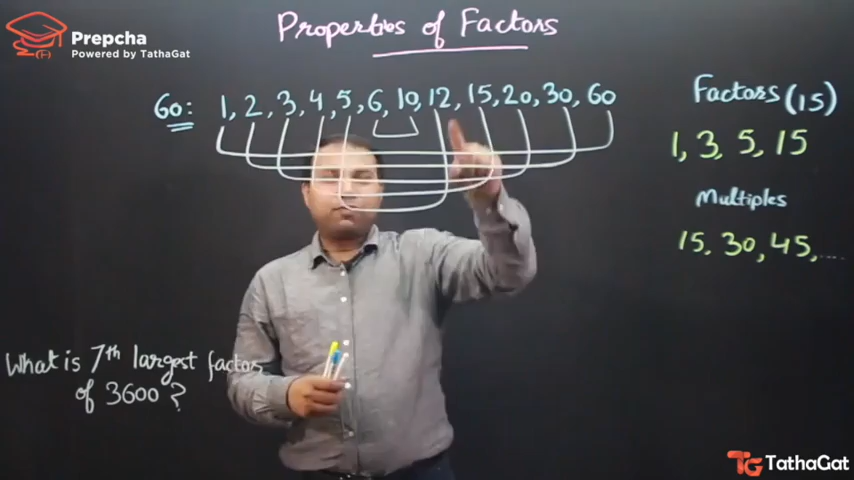 Properties of Factors
Prepcha
Powered by TathaGat
60: 1, 2, 3, 4, 5, 6, 10, 12, 15, 20, 30, 60
Factors (15)
1, 3, 5, 15
Multiples
15, 30, 45, ....
What is 7th largest factor
of 3600 ?
TG TathaGat